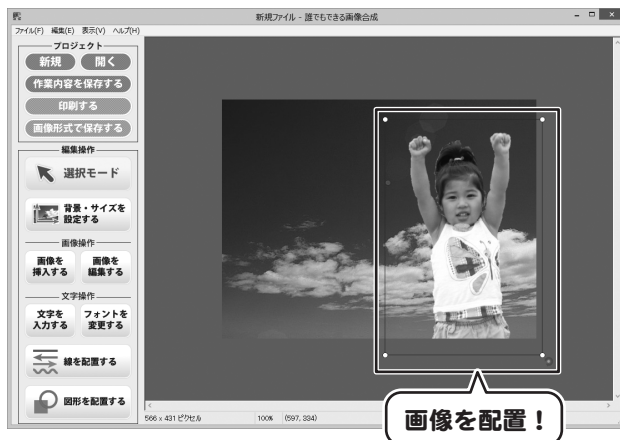 新規ファイル - 誰でもできる画像合成
ファイル(F) 編集(E) 表示(V) ヘルプ(H)
プロジェクト
新規 開く
作業内容を保存する
印刷する
画像形式で保存する
編集操作
選択モード
背景・サイズを
設定する
画像操作
画像を 画像を
挿入する 編集する
文字操作
文字を フォントを
入力する 変更する
線を配置する
図形を配置する
画像を配置！
566 x 431 ピクセル 100% (597, 334)